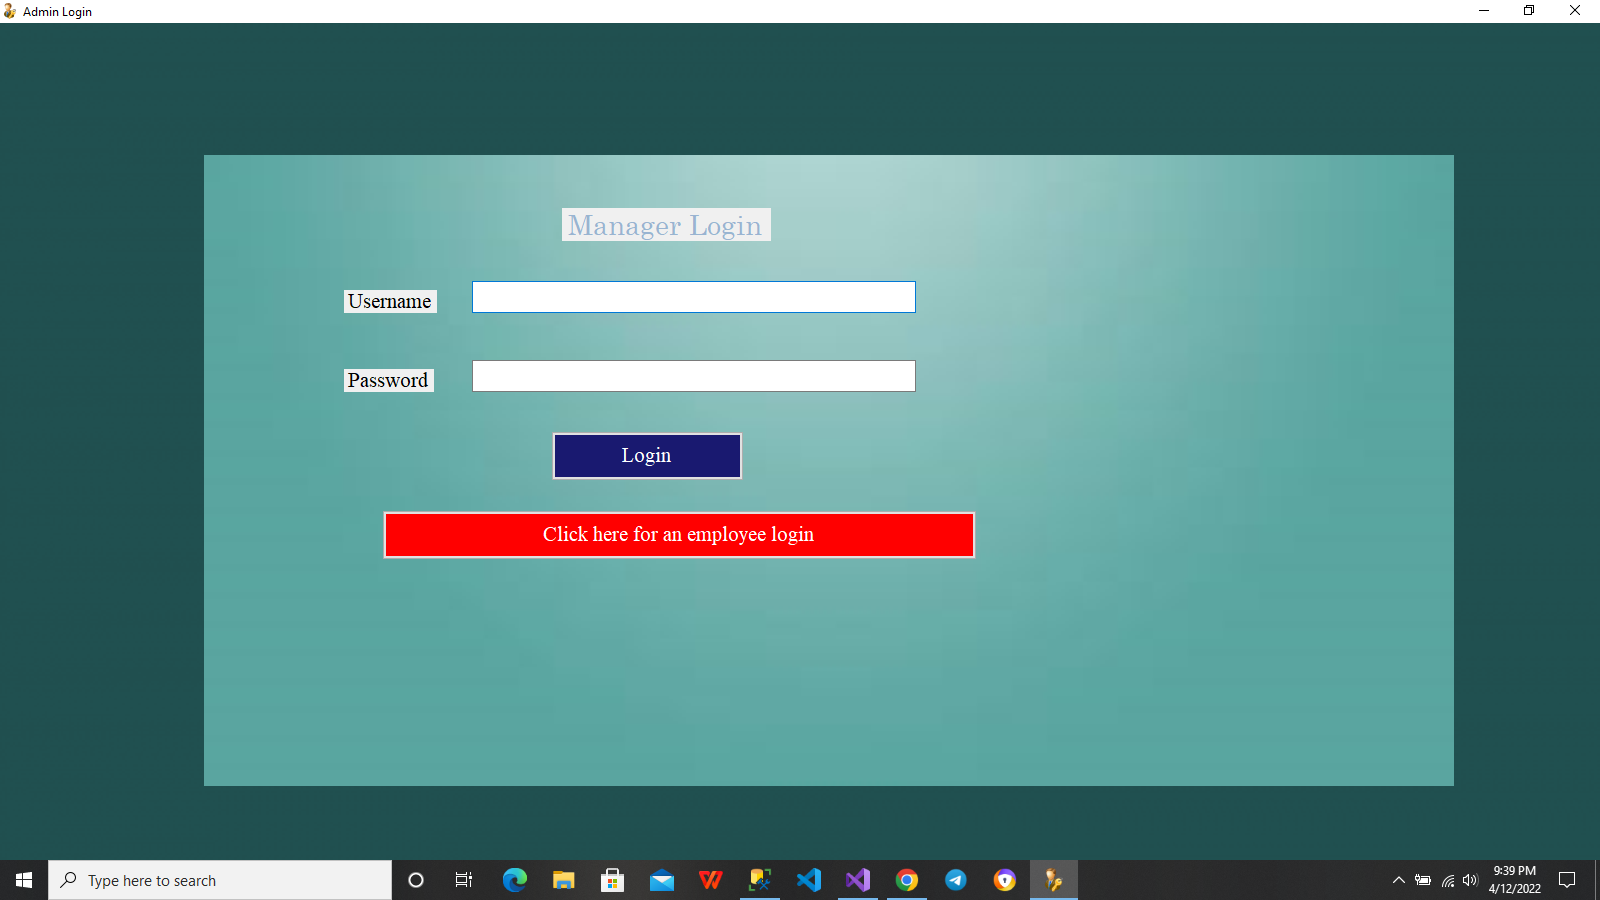 Admin Login
Manager Login
Username
Password
Login
Click here for an employee login
Type here to search
9:39 PM
4/12/2022